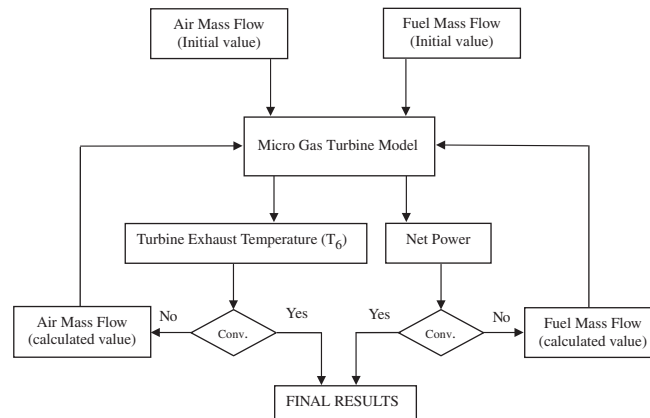 Air Mass Flow
(Initial value)
Fuel Mass Flow
(Initial value)
Micro Gas Turbine Model
Turbine Exhaust Temperature (T6)
Net Power
No
Yes
Yes
No
Air Mass Flow
(calculated value)
Conv.
Conv.
Fuel Mass Flow
(calculated value)
FINAL RESULTS